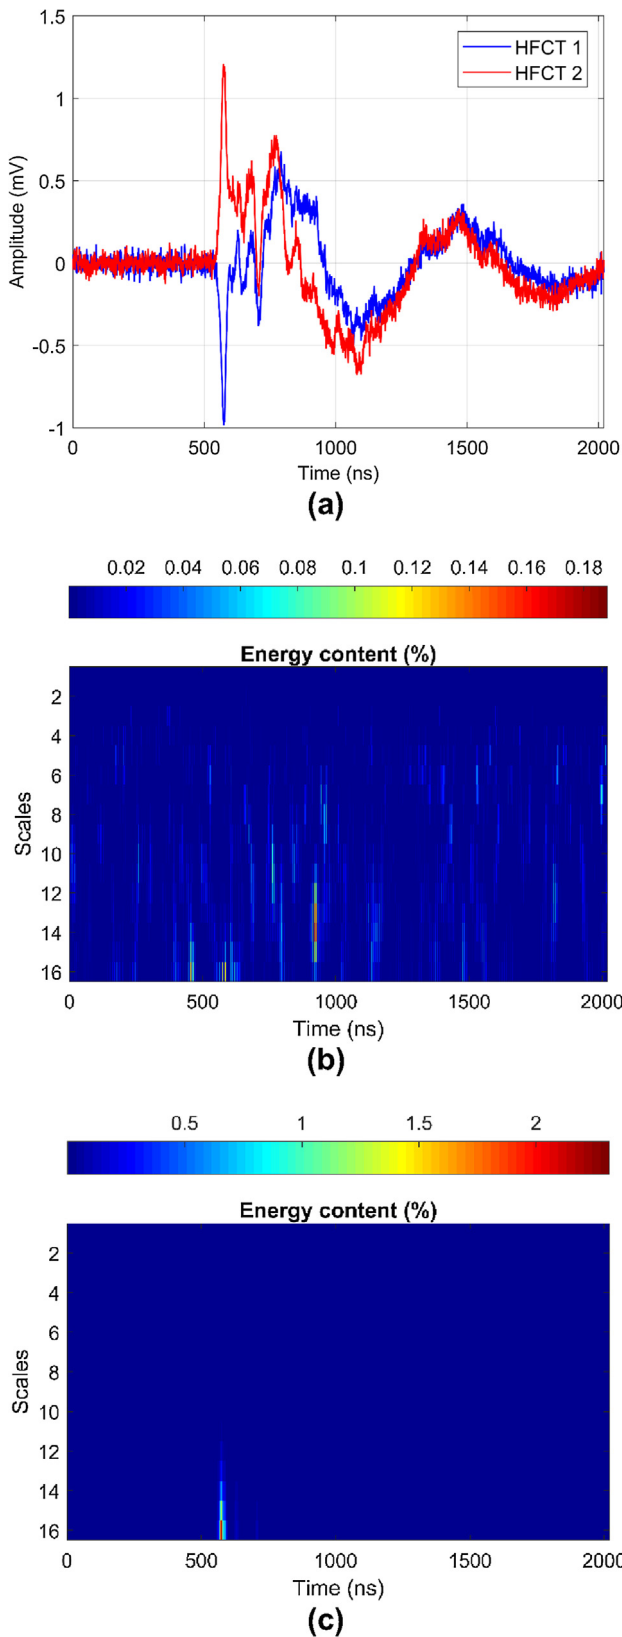 1.5
1
0.5
0
-0.5
-1
Amplitude (mV)
HFCT 1
HFCT 2
0 500 1000 1500 2000
Time (ns)
(a)
0.02 0.04 0.06 0.08 0.1 0.12 0.14 0.16 0.18
Energy content (%)
2
4
6
8
10
12
14
16
Scales
0 500 1000 1500 2000
Time (ns)
(b)
0.5 1 1.5 2
Energy content (%)
2
4
6
8
10
12
14
16
Scales
0 500 1000 1500 2000
Time (ns)
(c)